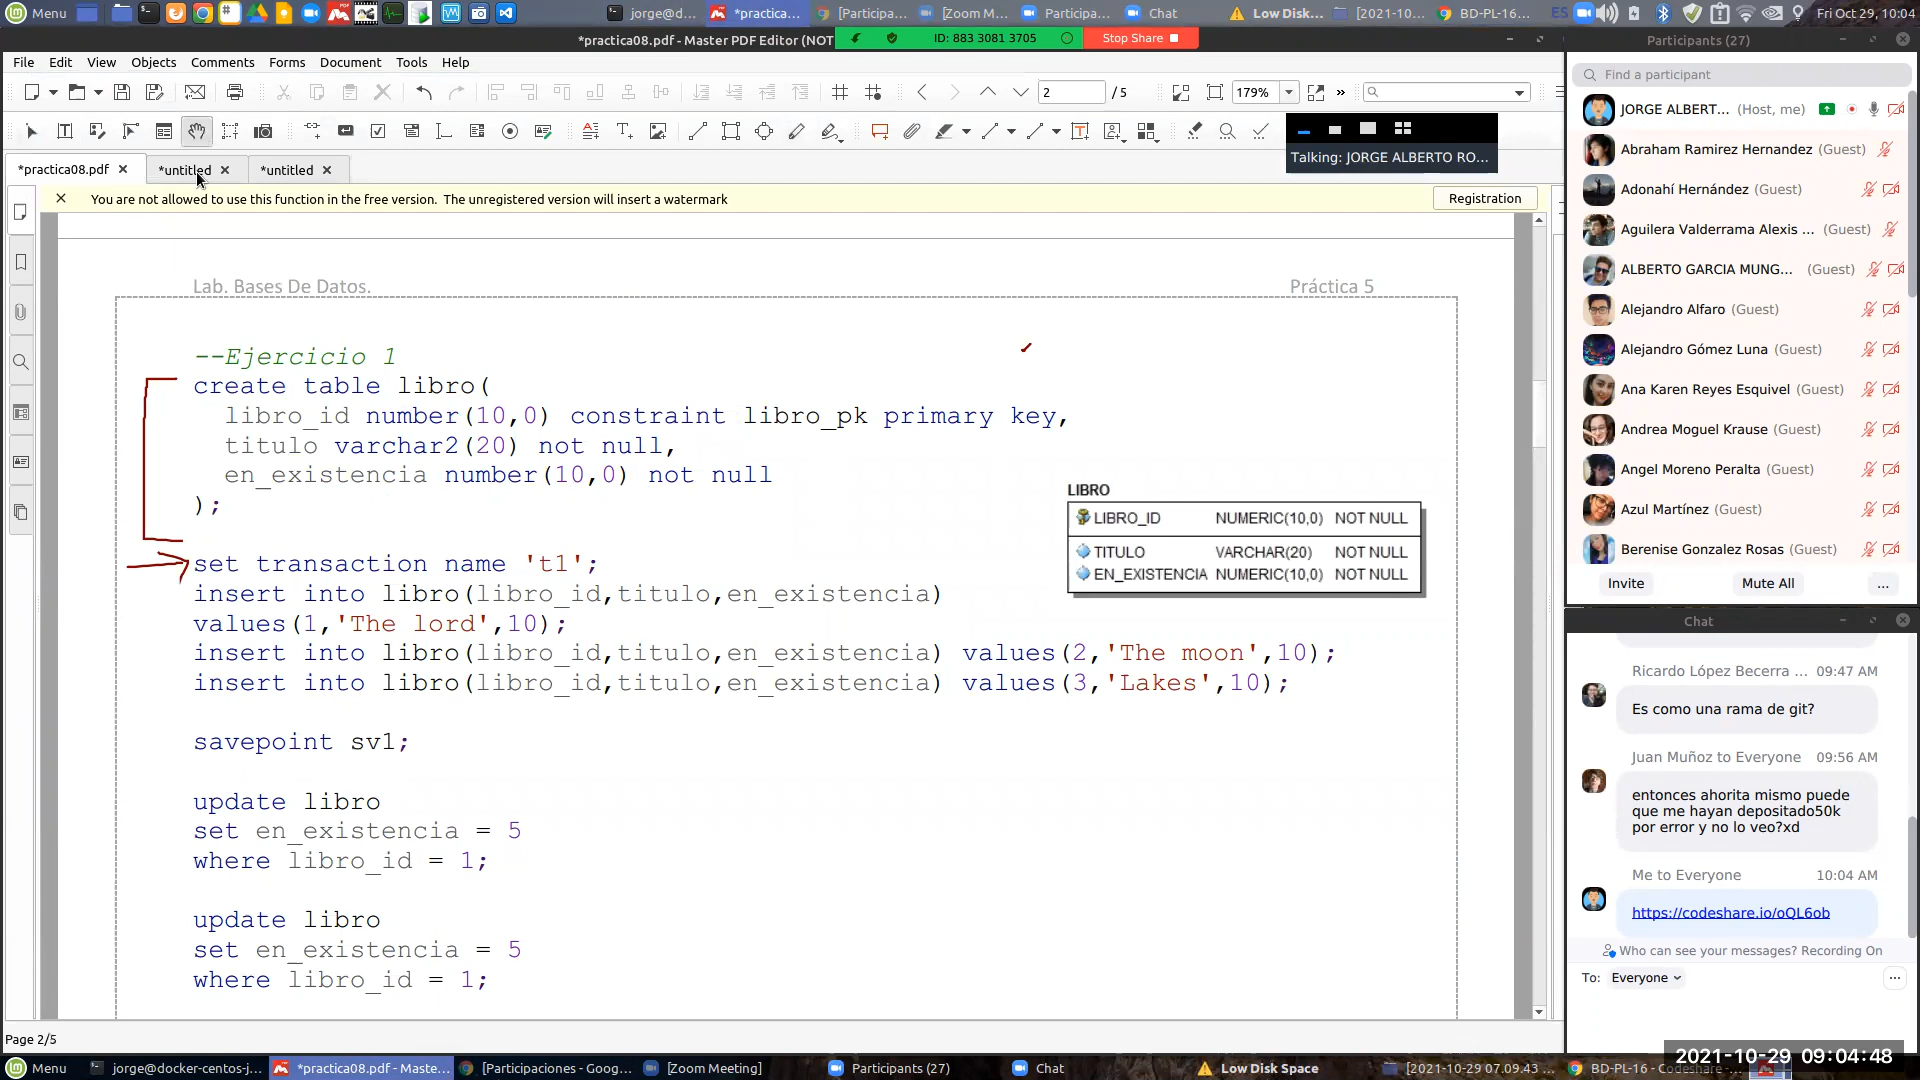 Menu
jorge@d...
*practica...
[Participa...
[Zoom M...
Participa...
Chat
Low Disk...
[2021-10...
BD-PL-16...
ES
Fri Oct 29, 10:04
*practica08.pdf - Master PDF Editor (NOT
ID: 883 3081 3705
Stop Share
Participants (27)
File Edit View Objects Comments Forms Document Tools Help
Find a participant
2 / 5
179%
»
JORGE ALBERT... (Host, me)
Abraham Ramirez Hernandez (Guest)
Talking: JORGE ALBERTO RO...
*practica08.pdf
*untitled
*untitled
Adonahí Hernández (Guest)
You are not allowed to use this function in the free version. The unregistered version will insert a watermark
Registration
Aguilera Valderrama Alexis ... (Guest)
ALBERTO GARCIA MUNG... (Guest)
Alejandro Alfaro (Guest)
Alejandro Gómez Luna (Guest)
Ana Karen Reyes Esquivel (Guest)
Andrea Moguel Krause (Guest)
Angel Moreno Peralta (Guest)
Azul Martínez (Guest)
Berenise Gonzalez Rosas (Guest)
Invite
Mute All
...
Lab. Bases De Datos.
Práctica 5
--Ejercicio 1
create table libro(
libro_id number(10,0) constraint libro_pk primary key,
titulo varchar2(20) not null,
en_existencia number(10,0) not null
);
LIBRO
LIBRO_ID NUMERIC(10,0) NOT NULL
TITULO VARCHAR(20) NOT NULL
EN_EXISTENCIA NUMERIC(10,0) NOT NULL
set transaction name 't1';
insert into libro(libro_id,titulo,en_existencia)
values(1,'The lord',10);
insert into libro(libro_id,titulo,en_existencia) values(2,'The moon',10);
insert into libro(libro_id,titulo,en_existencia) values(3,'Lakes',10);
savepoint sv1;
update libro
set en_existencia = 5
where libro_id = 1;
update libro
set en_existencia = 5
where libro_id = 1;
Chat
Ricardo López Becerra ... 09:47 AM
Es como una rama de git?
Juan Muñoz to Everyone 09:56 AM
entonces ahorita mismo puede
que me hayan depositado50k
por error y no lo veo?xd
Me to Everyone 10:04 AM
https://codeshare.io/oQL6ob
Who can see your messages? Recording On
To: Everyone
...
Page 2/5
2021-10-29 09:04:48
Menu
jorge@docker-centos-j...
*practica08.pdf - Maste...
[Participaciones - Goog...
[Zoom Meeting]
Participants (27)
Chat
Low Disk Space
[2021-10-29 07.09.43 ...
BD-PL-16 - Codeshare -...